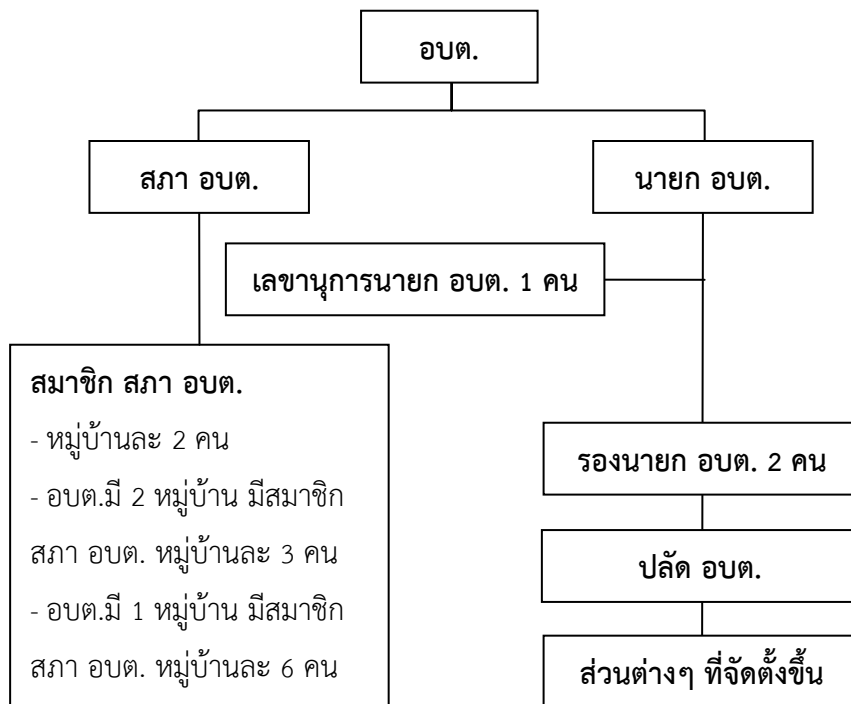 อบต.
สภา อบต.
นายก อบต.
เลขานุการนายก อบต. 1 คน
สมาชิก สภา อบต.
- หมู่บ้านละ 2 คน
- อบต.มี 2 หมู่บ้าน มีสมาชิก
สภา อบต. หมู่บ้านละ 3 คน
- อบต.มี 1 หมู่บ้าน มีสมาชิก
สภา อบต. หมู่บ้านละ 6 คน
รองนายก อบต. 2 คน
ปลัด อบต.
ส่วนต่างๆ ที่จัดตั้งขึ้น